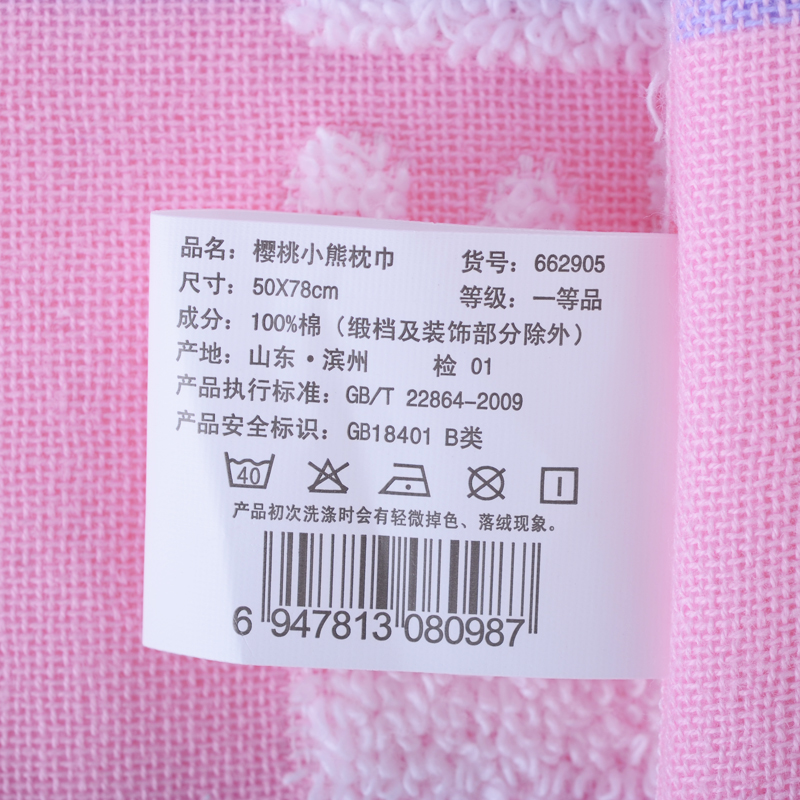 品名：樱桃小熊枕巾 货号：662905
尺寸：50X78cm 等级：一等品
成分：100%棉（缎档及装饰部分除外）
产地：山东·滨州 检 01
产品执行标准：GB/T 22864-2009
产品安全标识：GB18401 B类
40
产品初次洗涤时会有轻微掉色、落绒现象。
6 947813 080987